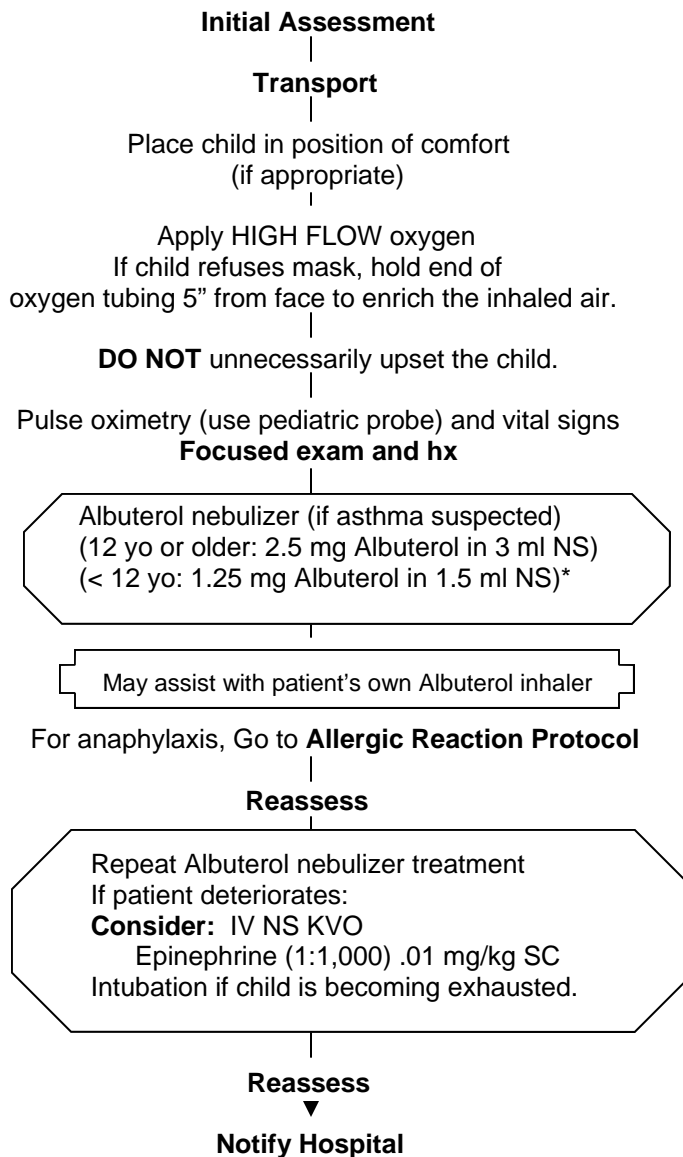 Initial Assessment
Transport
Place child in position of comfort
(if appropriate)
Apply HIGH FLOW oxygen
If child refuses mask, hold end of
oxygen tubing 5” from face to enrich the inhaled air.
DO NOT unnecessarily upset the child.
Pulse oximetry (use pediatric probe) and vital signs
Focused exam and hx
Albuterol nebulizer (if asthma suspected)
(12 yo or older: 2.5 mg Albuterol in 3 ml NS)
(< 12 yo: 1.25 mg Albuterol in 1.5 ml NS)*
May assist with patient’s own Albuterol inhaler
For anaphylaxis, Go to Allergic Reaction Protocol
Reassess
Repeat Albuterol nebulizer treatment
If patient deteriorates:
Consider: IV NS KVO
Epinephrine (1:1,000) .01 mg/kg SC
Intubation if child is becoming exhausted.
Reassess
Notify Hospital